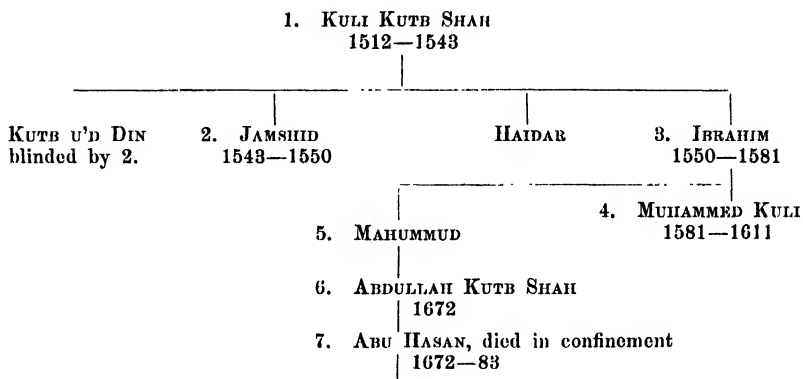 1. KULI KUTB SHAH
1512—1543
KUTB U'D DIN
blinded by 2.
2. JAMSHID
1543—1550
HAIDAR
3. IBRAHIM
1550—1581
4. MUHAMMED KULI
1581—1611
5. MAHUMMUD
6. ABDULLAH KUTB SHAH
1672
7. ABU HASAN, died in confinement
1672—83